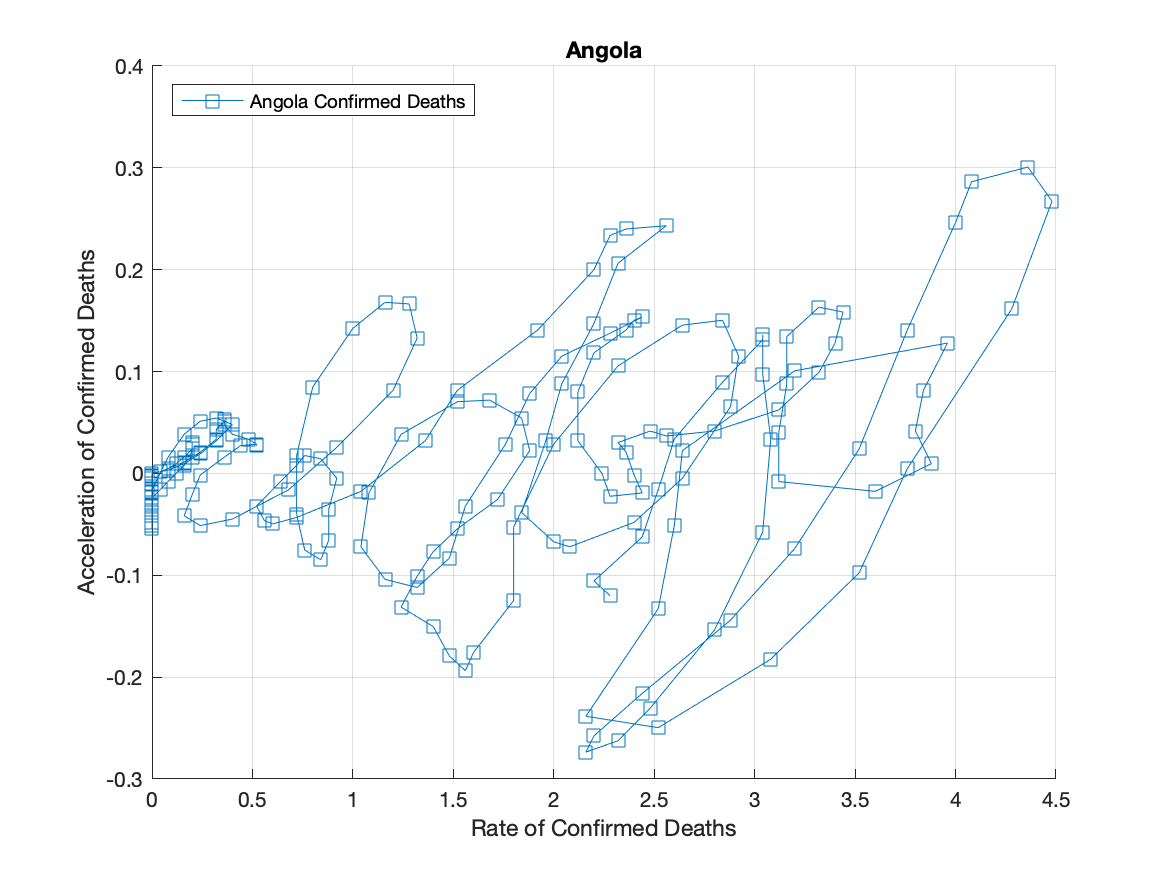 Angola
Angola Confirmed Deaths
Acceleration of Confirmed Deaths
0.4
0.3
0.2
0.1
0
-0.1
-0.2
-0.3
0 0.5 1 1.5 2 2.5 3 3.5 4 4.5
Rate of Confirmed Deaths